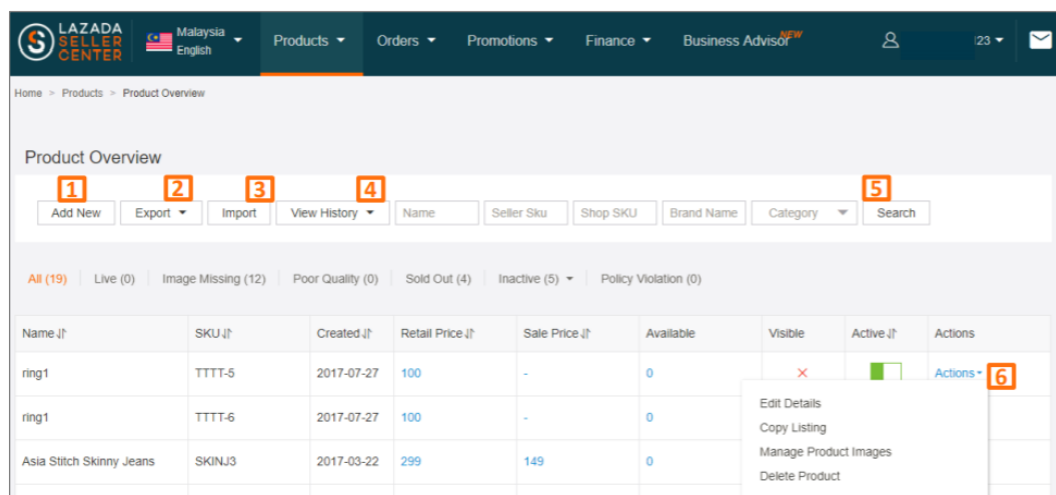 LAZADA
SELLER
CENTER
Malaysia
English
Products
Orders
Promotions
Finance
Business Advisor NEW
123
Home > Products > Product Overview
Product Overview
1 2 3 4 5
Add New Export Import View History Name Seller Sku Shop SKU Brand Name Category Search
All (19) Live (0) Image Missing (12) Poor Quality (0) Sold Out (4) Inactive (5) Policy Violation (0)
Name SKU Created Retail Price Sale Price Available Visible Active Actions
ring1 TTTT-5 2017-07-27 100 - 0 Actions 6
ring1 TTTT-6 2017-07-27 100 - 0
Asia Stitch Skinny Jeans SKINJ3 2017-03-22 299 149 0
Edit Details
Copy Listing
Manage Product Images
Delete Product